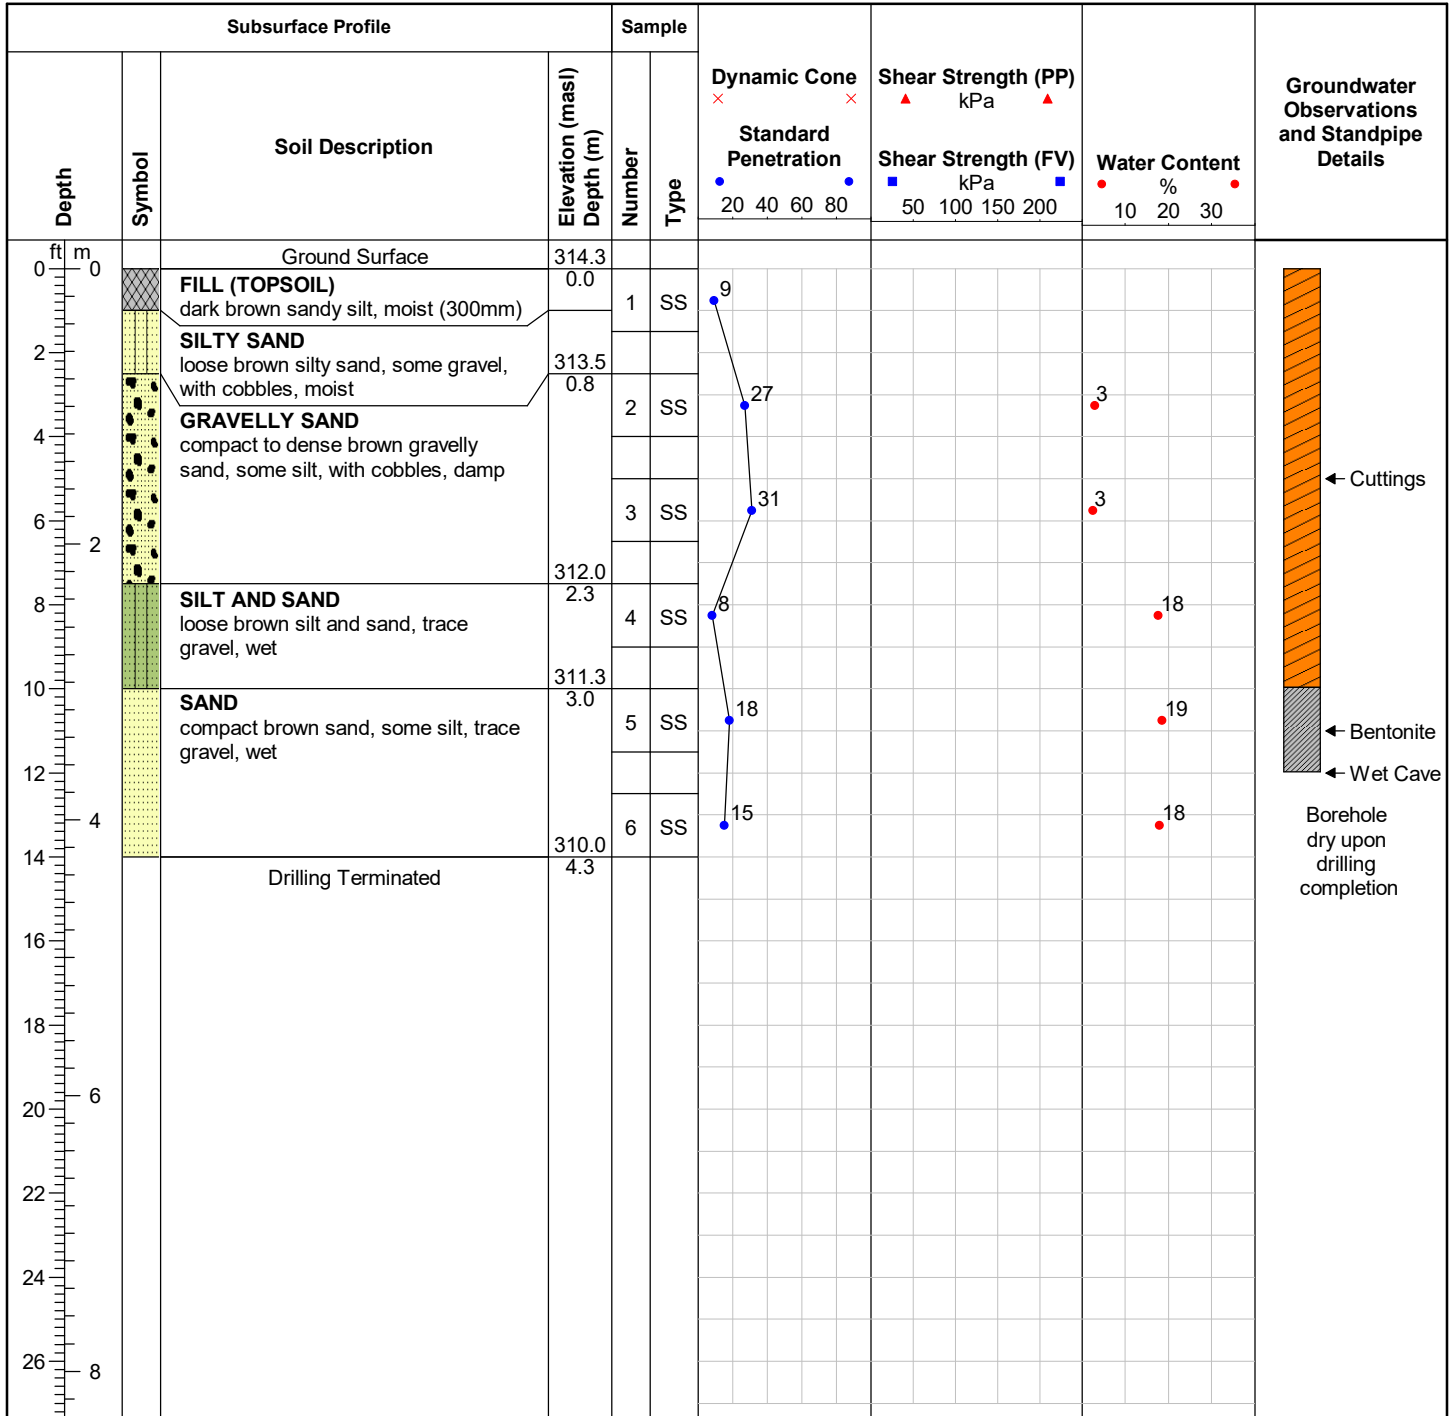 Subsurface Profile
Sample
Depth
Symbol
Soil Description
Elevation (masl)
Depth (m)
Number
Type
Dynamic Cone
Standard
Penetration
20 40 60 80
Shear Strength (PP)
kPa
Shear Strength (FV)
kPa
50 100 150 200
Water Content
%
10 20 30
Groundwater
Observations
and Standpipe
Details
ft m
Ground Surface
314.3
0 0
0.0
FILL (TOPSOIL)
dark brown sandy silt, moist (300mm)
1 SS
9
SILTY SAND
loose brown silty sand, some gravel,
with cobbles, moist
2
313.5
0.8
GRAVELLY SAND
compact to dense brown gravelly
sand, some silt, with cobbles, damp
2 SS
27
3
4
Cuttings
3 SS
31
3
6
2
312.0
2.3
SILT AND SAND
loose brown silt and sand, trace
gravel, wet
8
4 SS
8
18
311.3
10
3.0
SAND
compact brown sand, some silt, trace
gravel, wet
5 SS
18
19
Bentonite
12
Wet Cave
4
6 SS
15
18
Borehole
dry upon
drilling
completion
310.0
14
4.3
Drilling Terminated
16
18
6
20
22
24
26
8